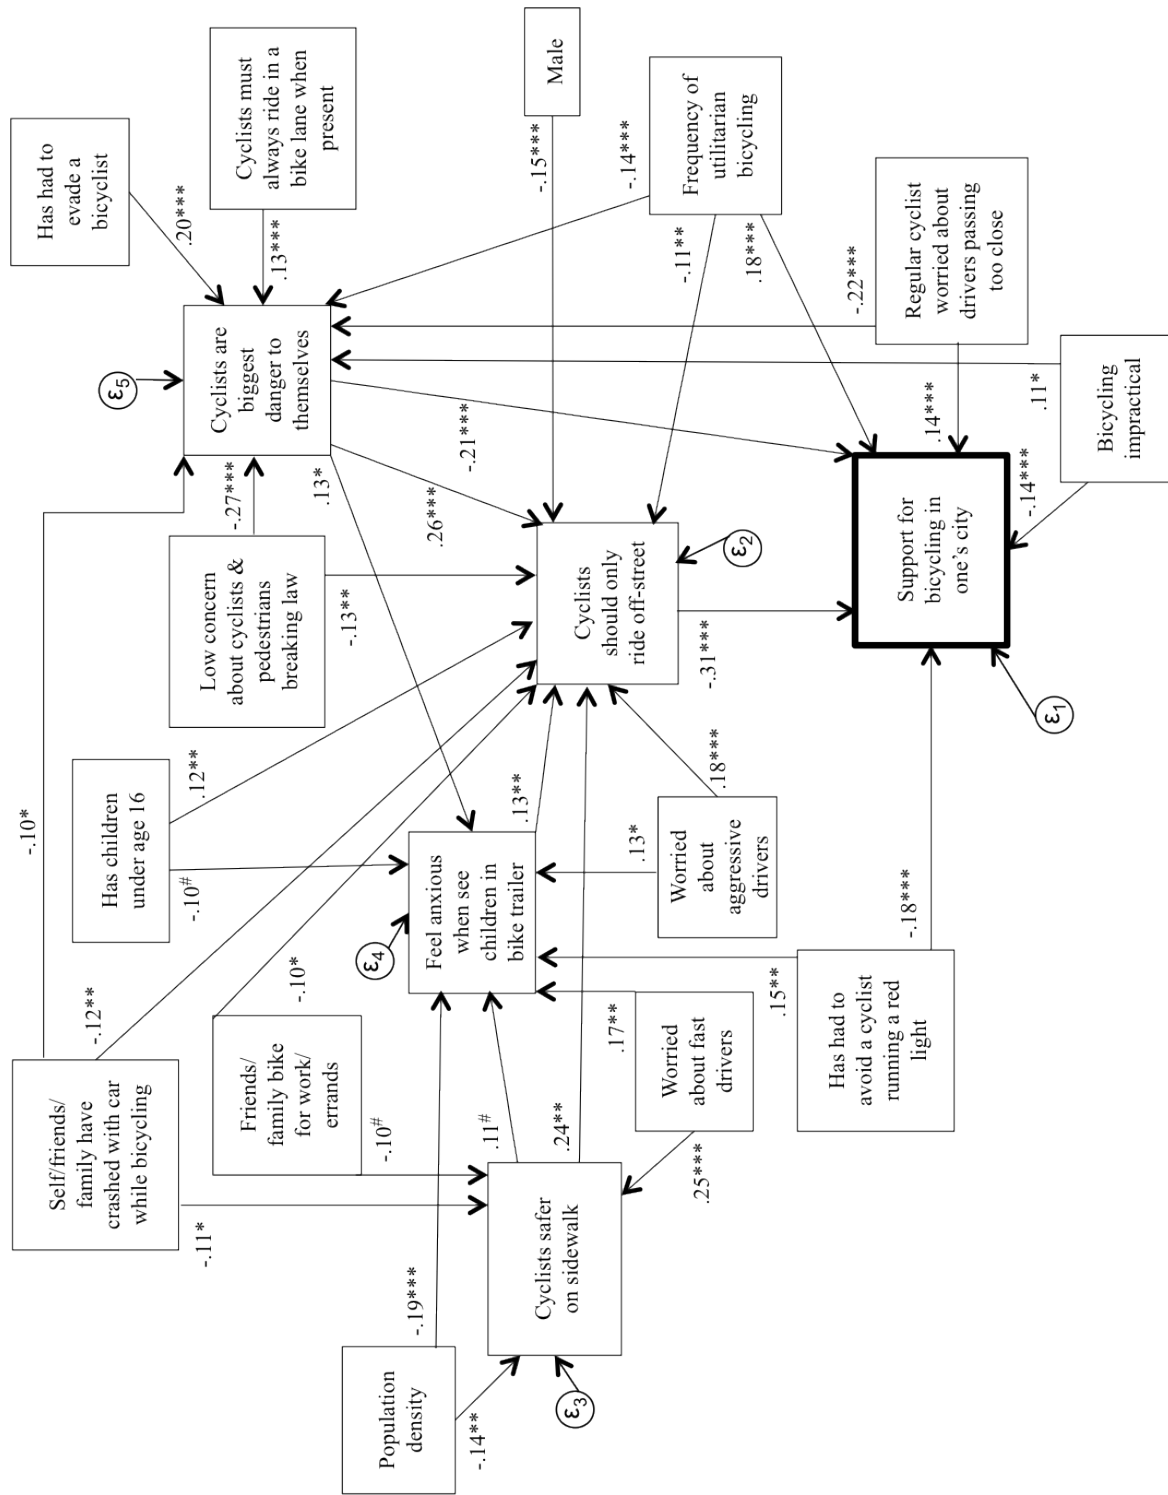 Self/friends/
family have
crashed with car
while bicycling
-.10*
-.12**
-.11*
Has children
under age 16
.12**
-.10#
Has had to
evade a
bicyclist
.20***
Cyclists must
always ride in a
bike lane when
present
.13***
Friends/
family bike
for work/
errands
-.10*
-.10#
Low concern
about cyclists &
pedestrians
breaking law
-.27***
-.13**
ε5
Cyclists are
biggest
danger to
themselves
.13*
.26***
-.21***
Population
density
-.19***
-.14**
ε4
Feel anxious
when see
children in
bike trailer
.13**
Male
-.15***
Cyclists safer
on sidewalk
.11#
.24**
ε3
Cyclists
should only
ride off-street
-.31***
ε2
Frequency of
utilitarian
bicycling
-.14***
-.11**
.18***
Worried
about fast
drivers
.17**
.25***
Worried
about
aggressive
drivers
.13*
.18***
Has had to
avoid a cyclist
running a red
light
.15**
-.18***
Support for
bicycling in
one's city
ε1
Regular cyclist
worried about
drivers passing
too close
-.22***
.14***
Bicycling
impractical
.11*
-.14***